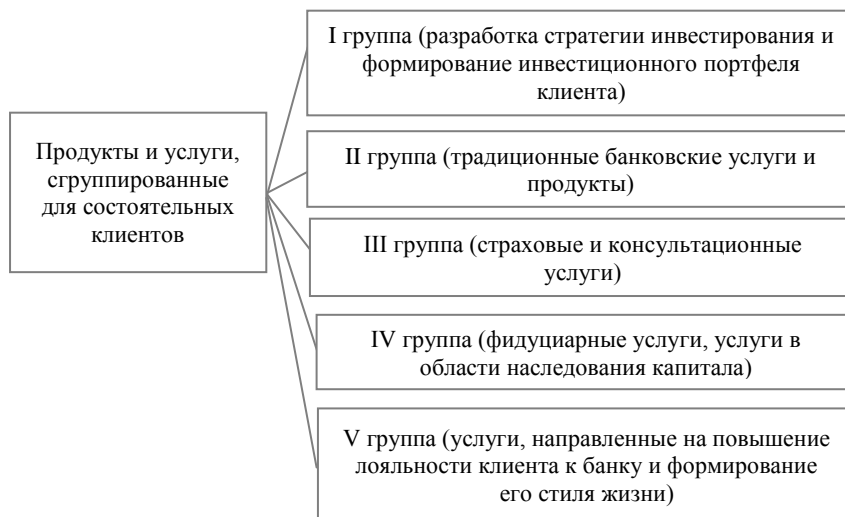 Продукты и услуги,
сгруппированные
для состоятельных
клиентов
I группа (разработка стратегии инвестирования и
формирование инвестиционного портфеля
клиента)
II группа (традиционные банковские услуги и
продукты)
III группа (страховые и консультационные
услуги)
IV группа (фидуциарные услуги, услуги в
области наследования капитала)
V группа (услуги, направленные на повышение
лояльности клиента к банку и формирование
его стиля жизни)